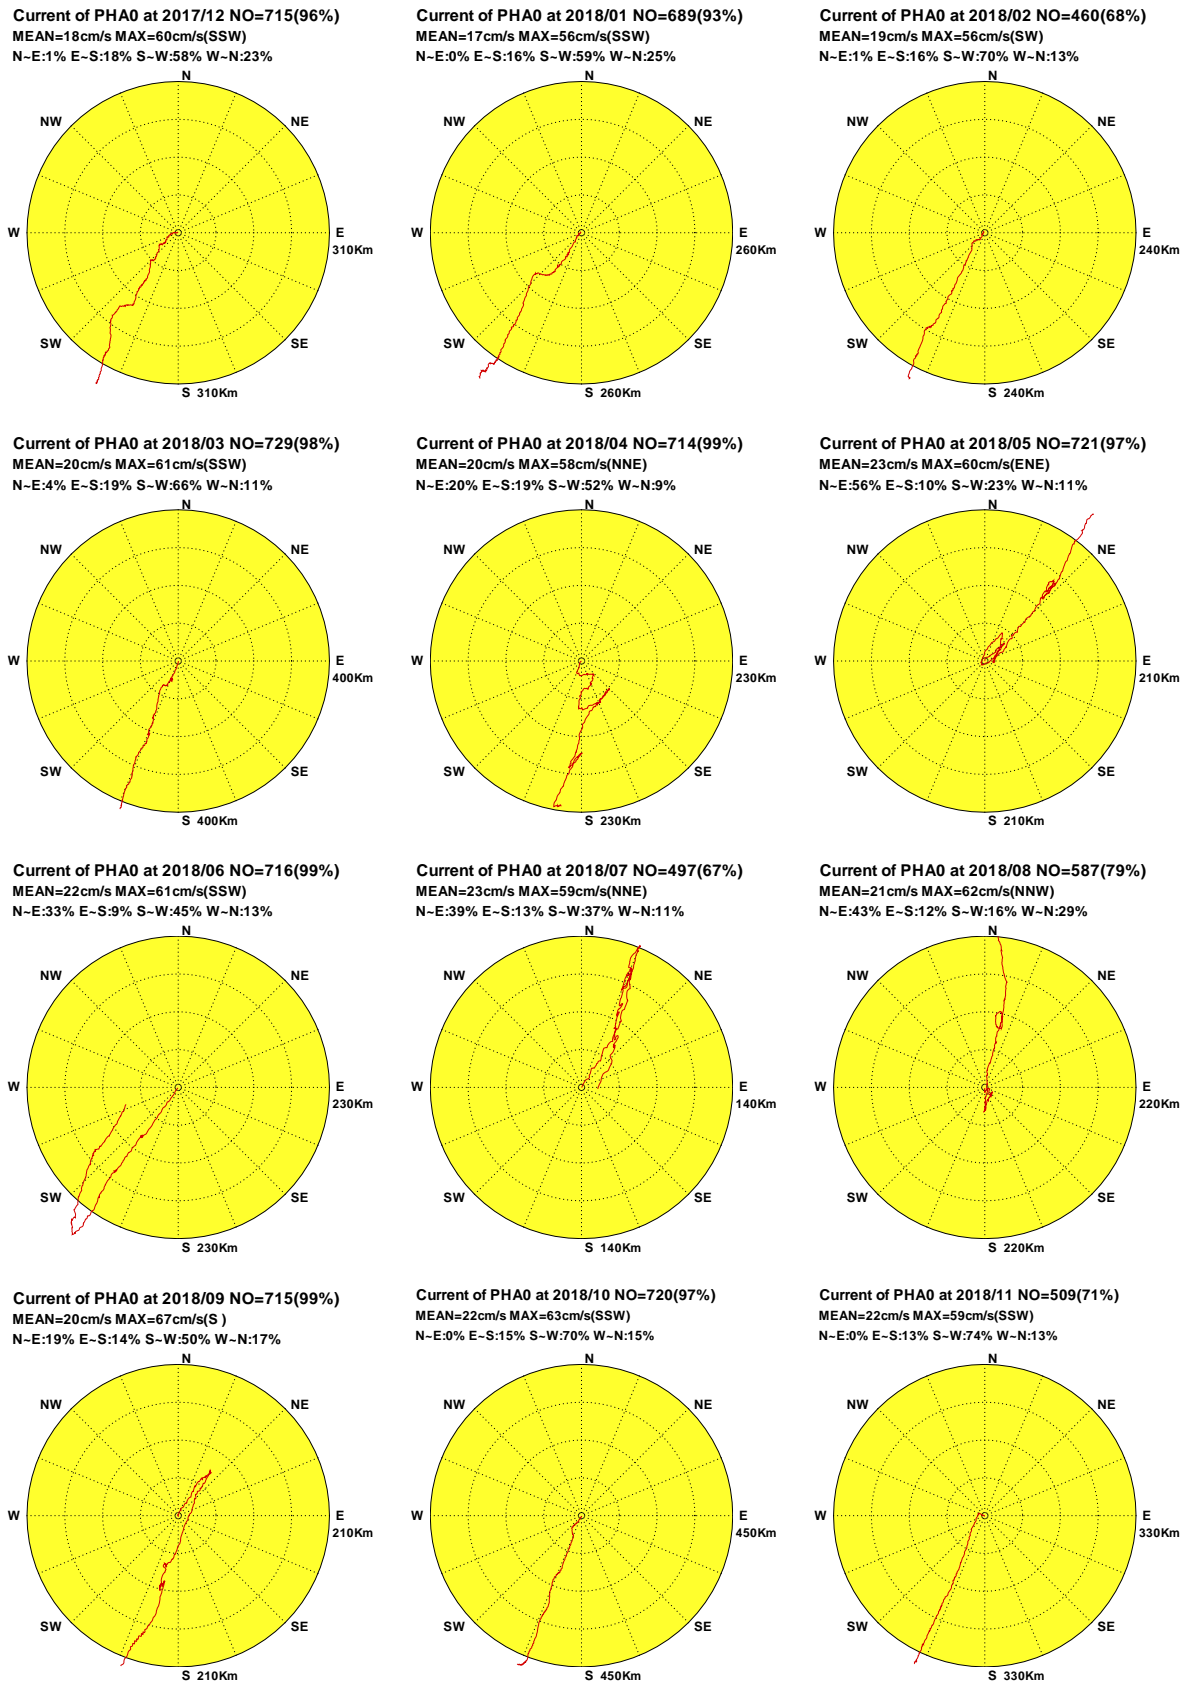 Current of PHA0 at 2017/12 NO=715(96%)
MEAN=18cm/s MAX=60cm/s(SSW)
N~E:1% E~S:18% S~W:58% W~N:23%
N
NW
NE
W
E
310Km
SW
SE
S 310Km
Current of PHA0 at 2018/01 NO=689(93%)
MEAN=17cm/s MAX=56cm/s(SSW)
N~E:0% E~S:16% S~W:59% W~N:25%
N
NW
NE
W
E
260Km
SW
SE
S 260Km
Current of PHA0 at 2018/02 NO=460(68%)
MEAN=19cm/s MAX=56cm/s(SW)
N~E:1% E~S:16% S~W:70% W~N:13%
N
NW
NE
W
E
240Km
SW
SE
S 240Km
Current of PHA0 at 2018/03 NO=729(98%)
MEAN=20cm/s MAX=61cm/s(SSW)
N~E:4% E~S:19% S~W:66% W~N:11%
N
NW
NE
W
E
400Km
SW
SE
S 400Km
Current of PHA0 at 2018/04 NO=714(99%)
MEAN=20cm/s MAX=58cm/s(NNE)
N~E:20% E~S:19% S~W:52% W~N:9%
N
NW
NE
W
E
230Km
SW
SE
S 230Km
Current of PHA0 at 2018/05 NO=721(97%)
MEAN=23cm/s MAX=60cm/s(ENE)
N~E:56% E~S:10% S~W:23% W~N:11%
N
NW
NE
W
E
210Km
SW
SE
S 210Km
Current of PHA0 at 2018/06 NO=716(99%)
MEAN=22cm/s MAX=61cm/s(SSW)
N~E:33% E~S:9% S~W:45% W~N:13%
N
NW
NE
W
E
230Km
SW
SE
S 230Km
Current of PHA0 at 2018/07 NO=497(67%)
MEAN=23cm/s MAX=59cm/s(NNE)
N~E:39% E~S:13% S~W:37% W~N:11%
N
NW
NE
W
E
140Km
SW
SE
S 140Km
Current of PHA0 at 2018/08 NO=587(79%)
MEAN=21cm/s MAX=62cm/s(NNW)
N~E:43% E~S:12% S~W:16% W~N:29%
N
NW
NE
W
E
220Km
SW
SE
S 220Km
Current of PHA0 at 2018/09 NO=715(99%)
MEAN=20cm/s MAX=67cm/s(S )
N~E:19% E~S:14% S~W:50% W~N:17%
N
NW
NE
W
E
210Km
SW
SE
S 210Km
Current of PHA0 at 2018/10 NO=720(97%)
MEAN=22cm/s MAX=63cm/s(SSW)
N~E:0% E~S:15% S~W:70% W~N:15%
N
NW
NE
W
E
450Km
SW
SE
S 450Km
Current of PHA0 at 2018/11 NO=509(71%)
MEAN=22cm/s MAX=59cm/s(SSW)
N~E:0% E~S:13% S~W:74% W~N:13%
N
NW
NE
W
E
330Km
SW
SE
S 330Km